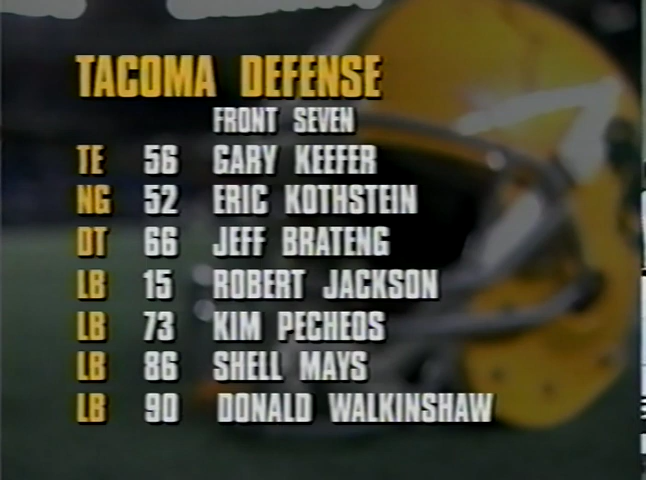 TACOMA DEFENSE
FRONT SEVEN
TE 56 GARY KEEFER
NG 52 ERIC KOTHSTEIN
DT 66 JEFF BRATENG
LB 15 ROBERT JACKSON
LB 73 KIM PECHEOS
LB 86 SHELL MAYS
LB 90 DONALD WALKINSHAW